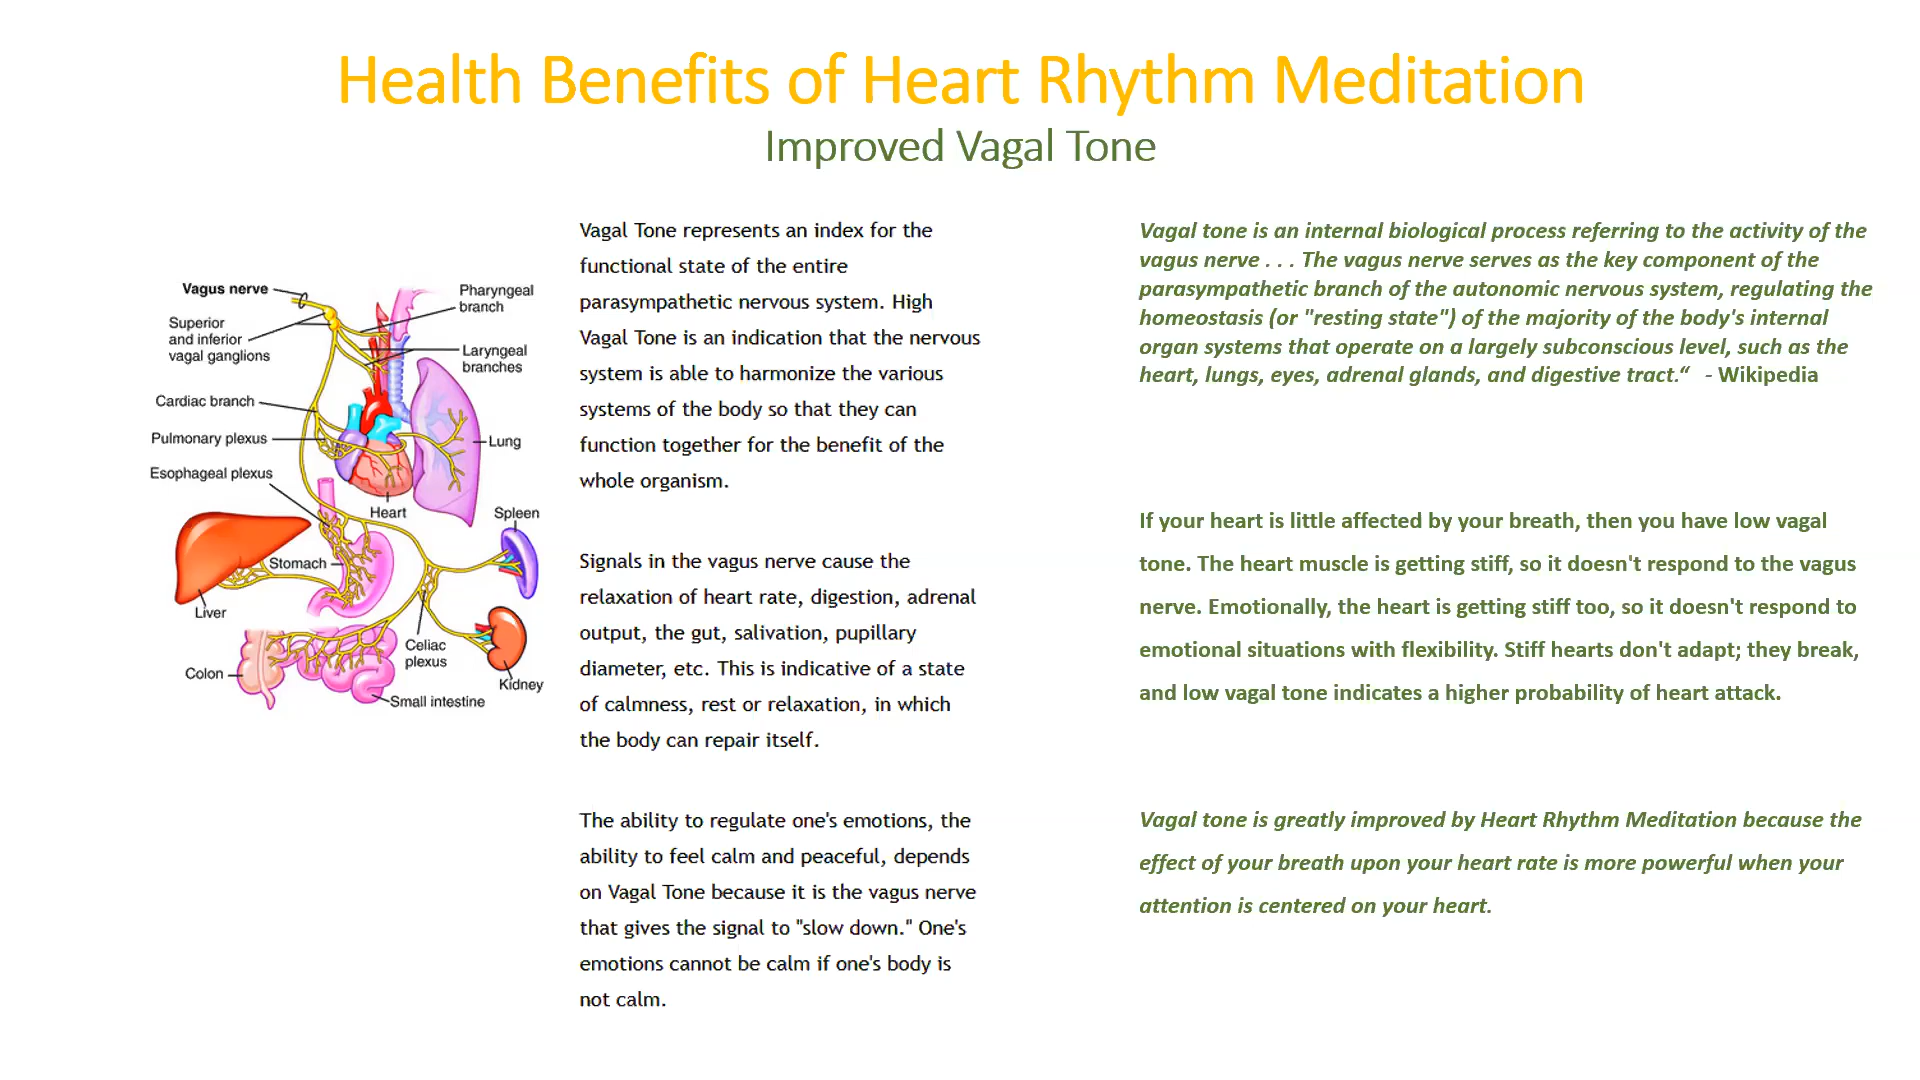 Health Benefits of Heart Rhythm Meditation
Improved Vagal Tone
Vagus nerve
Superior
and inferior
vagal ganglions
Cardiac branch
Pulmonary plexus
Esophageal plexus
Pharyngeal
branch
Laryngeal
branches
Lung
Heart
Spleen
Stomach
Liver
Celiac
plexus
Colon
Kidney
Small intestine
Vagal Tone represents an index for the
functional state of the entire
parasympathetic nervous system. High
Vagal Tone is an indication that the nervous
system is able to harmonize the various
systems of the body so that they can
function together for the benefit of the
whole organism.
Signals in the vagus nerve cause the
relaxation of heart rate, digestion, adrenal
output, the gut, salivation, pupillary
diameter, etc. This is indicative of a state
of calmness, rest or relaxation, in which
the body can repair itself.
The ability to regulate one's emotions, the
ability to feel calm and peaceful, depends
on Vagal Tone because it is the vagus nerve
that gives the signal to "slow down." One's
emotions cannot be calm if one's body is
not calm.
Vagal tone is an internal biological process referring to the activity of the
vagus nerve . . . The vagus nerve serves as the key component of the
parasympathetic branch of the autonomic nervous system, regulating the
homeostasis (or "resting state") of the majority of the body's internal
organ systems that operate on a largely subconscious level, such as the
heart, lungs, eyes, adrenal glands, and digestive tract.“ - Wikipedia
If your heart is little affected by your breath, then you have low vagal
tone. The heart muscle is getting stiff, so it doesn't respond to the vagus
nerve. Emotionally, the heart is getting stiff too, so it doesn't respond to
emotional situations with flexibility. Stiff hearts don't adapt; they break,
and low vagal tone indicates a higher probability of heart attack.
Vagal tone is greatly improved by Heart Rhythm Meditation because the
effect of your breath upon your heart rate is more powerful when your
attention is centered on your heart.